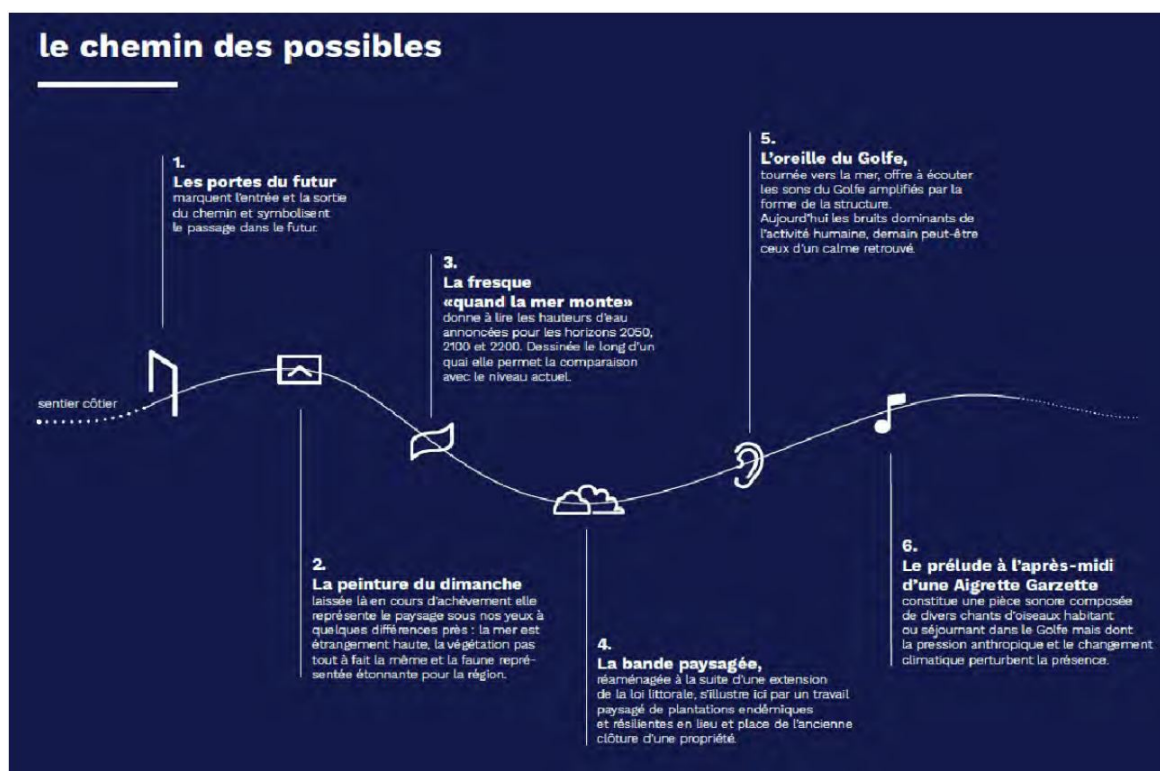 le chemin des possibles
1.
Les portes du futur
marquent l'entrée et la sortie
du chemin et symbolisent
le passage dans le futur.
sentier côtier
2.
La peinture du dimanche
laissée là en cours d'achèvement elle
représente le paysage sous nos yeux à
quelques différences près : la mer est
étrangement haute, la végétation pas
tout à fait la même et la faune repré-
sentée étonnante pour la région.
3.
La fresque
«quand la mer monte»
donne à lire les hauteurs d'eau
annoncées pour les horizons 2050,
2100 et 2200. Dessinée le long d'un
quai elle permet la comparaison
avec le niveau actuel.
4.
La bande paysagée,
réaménagée à la suite d'une extension
de la loi littorale, s'illustre ici par un travail
paysagé de plantations endémiques
et résilientes en lieu et place de l'ancienne
clôture d'une propriété.
5.
L'oreille du Golfe,
tournée vers la mer, offre à écouter
les sons du Golfe amplifiés par la
forme de la structure.
Aujourd'hui les bruits dominants de
l'activité humaine, demain peut-être
ceux d'un calme retrouvé.
6.
Le prélude à l'après-midi
d'une Aigrette Garzette
constitue une pièce sonore composée
de divers chants d'oiseaux habitant
ou séjournant dans le Golfe mais dont
la pression anthropique et le changement
climatique perturbent la présence.